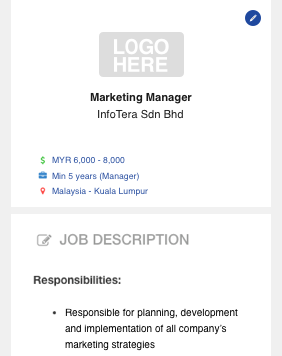 LOGO
HERE
Marketing Manager
InfoTera Sdn Bhd
$ MYR 6,000 - 8,000
Min 5 years (Manager)
Malaysia - Kuala Lumpur
JOB DESCRIPTION
Responsibilities:
• Responsible for planning, development
and implementation of all company's
marketing strategies